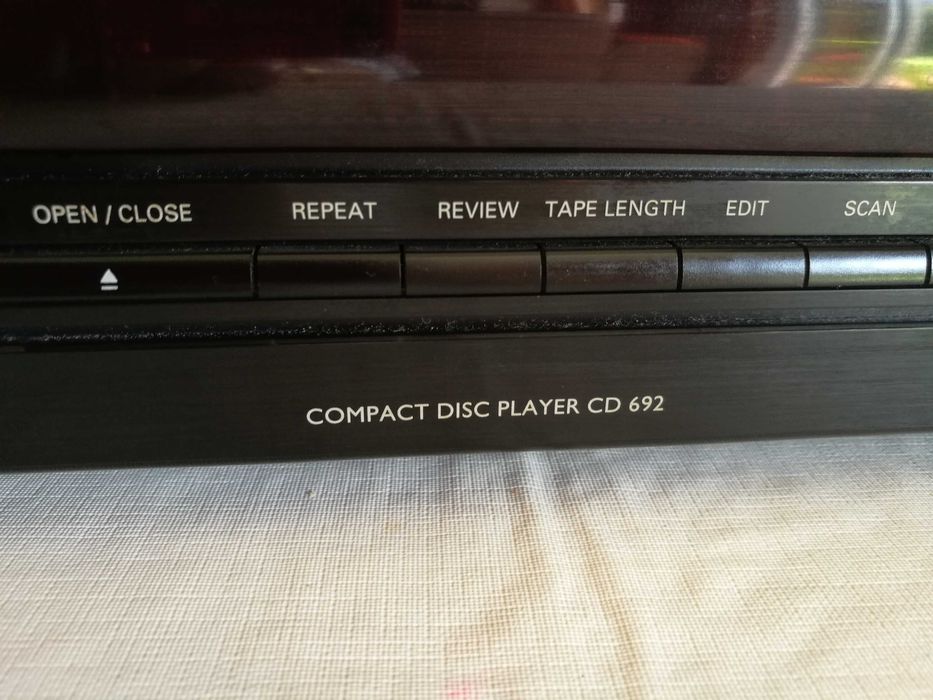 OPEN / CLOSE REPEAT REVIEW TAPE LENGTH EDIT SCAN
COMPACT DISC PLAYER CD 692